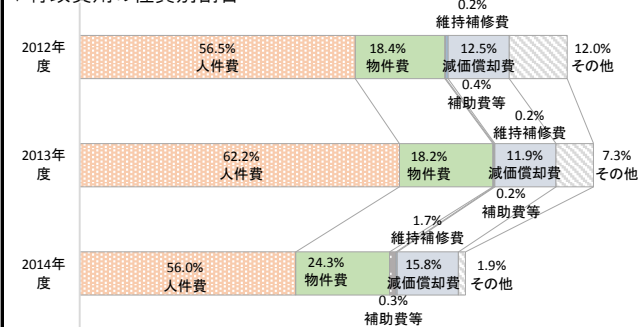 0.2%
維持補修費
2012年
度
56.5%
人件費
18.4%
物件費
12.5%
減価償却費
12.0%
その他
0.4%
補助費等
0.2%
維持補修費
2013年
度
62.2%
人件費
18.2%
物件費
11.9%
減価償却費
7.3%
その他
0.2%
補助費等
1.7%
維持補修費
2014年
度
56.0%
人件費
24.3%
物件費
15.8%
減価償却費
1.9%
その他
0.3%
補助費等